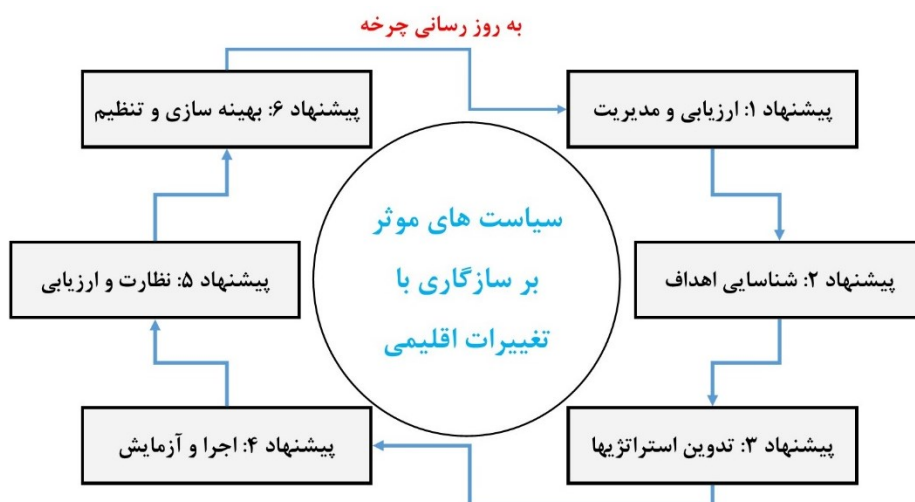 به روز رسانی چرخه
پیشنهاد ۱: ارزیابی و مدیریت
پیشنهاد ۲: شناسایی اهداف
پیشنهاد ۳: تدوین استراتژیها
پیشنهاد ۴: اجرا و آزمایش
پیشنهاد ۵: نظارت و ارزیابی
پیشنهاد ۶: بهینه سازی و تنظیم
سیاست های موثر
بر سازگاری با
تغییرات اقلیمی